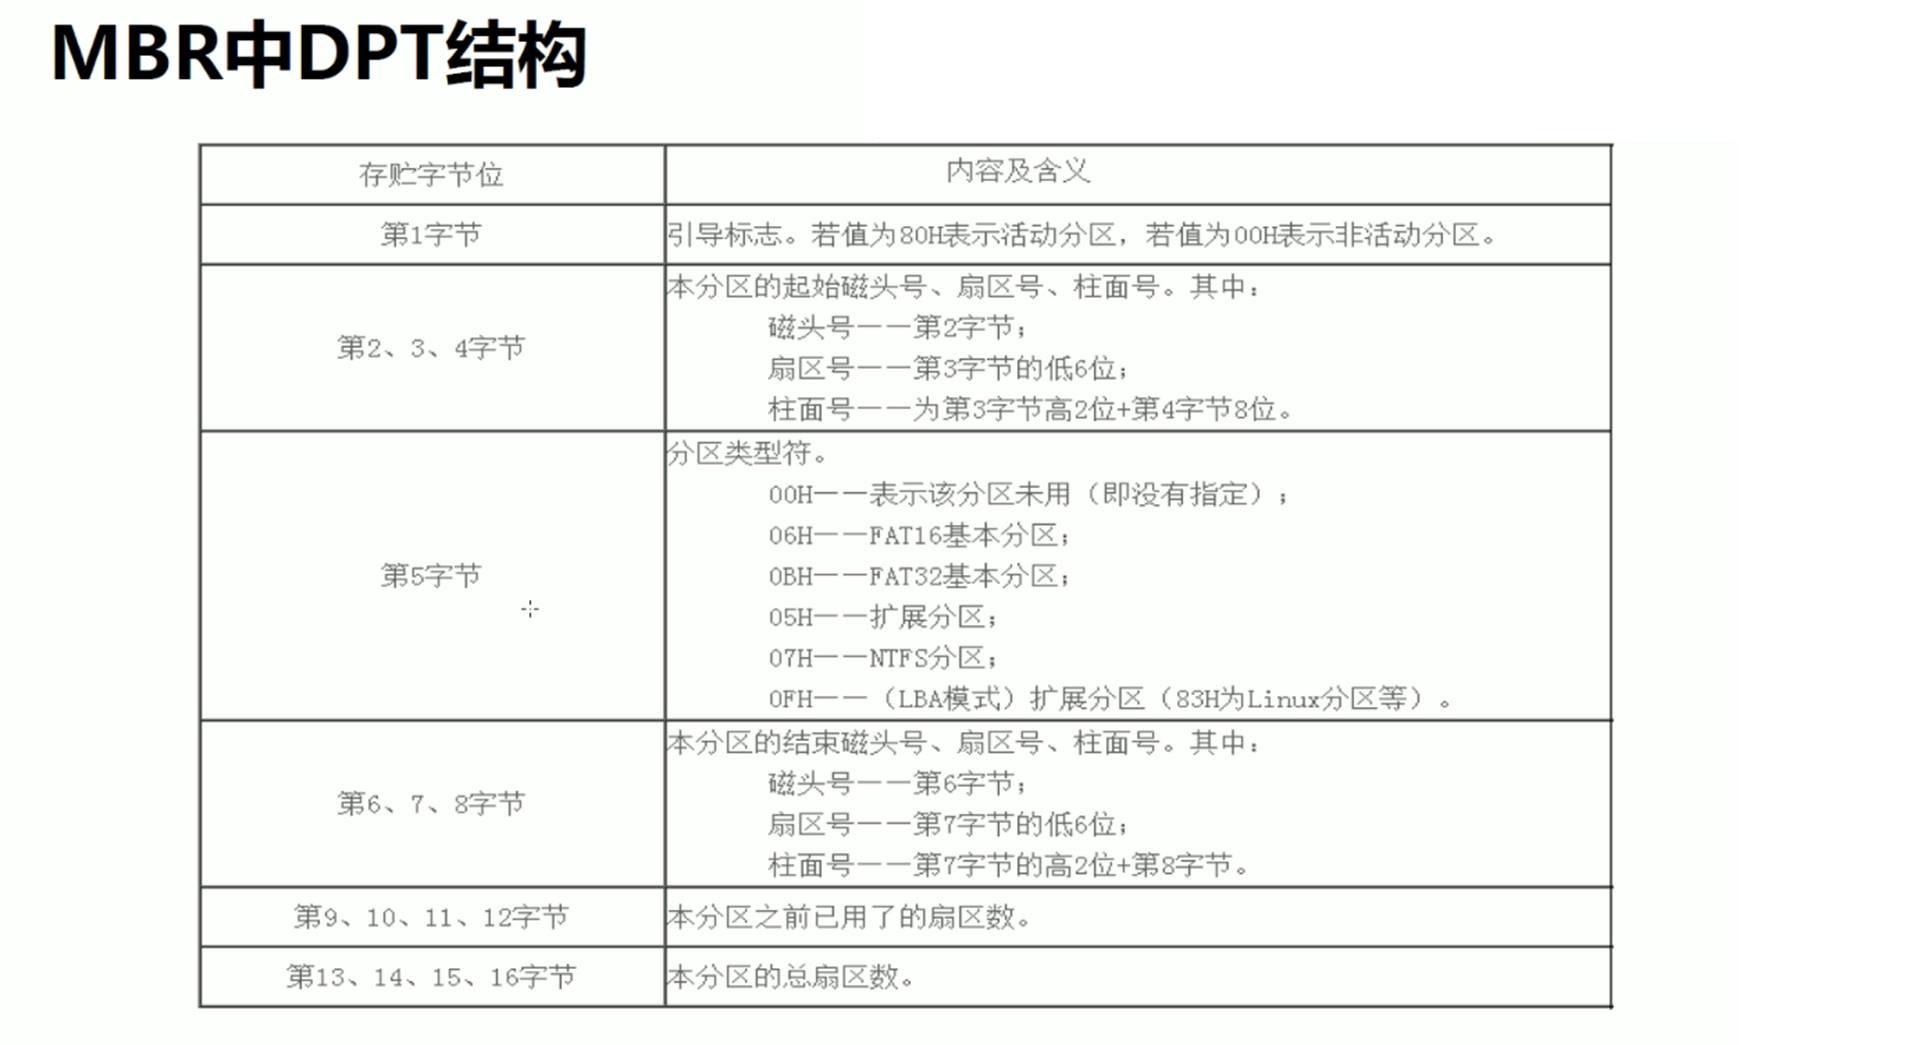 MBR中DPT结构
存贮字节位
内容及含义
第1字节
引导标志。若值为80H表示活动分区，若值为00H表示非活动分区。
第2、3、4字节
本分区的起始磁头号、扇区号、柱面号。其中：
磁头号——第2字节；
扇区号——第3字节的低6位；
柱面号——为第3字节高2位+第4字节8位。
第5字节
分区类型符。
00H——表示该分区未用（即没有指定）；
06H——FAT16基本分区；
0BH——FAT32基本分区；
05H——扩展分区；
07H——NTFS分区；
0FH——（LBA模式）扩展分区（83H为Linux分区等）。
第6、7、8字节
本分区的结束磁头号、扇区号、柱面号。其中：
磁头号——第6字节；
扇区号——第7字节的低6位；
柱面号——第7字节的高2位+第8字节。
第9、10、11、12字节
本分区之前已用了的扇区数。
第13、14、15、16字节
本分区的总扇区数。